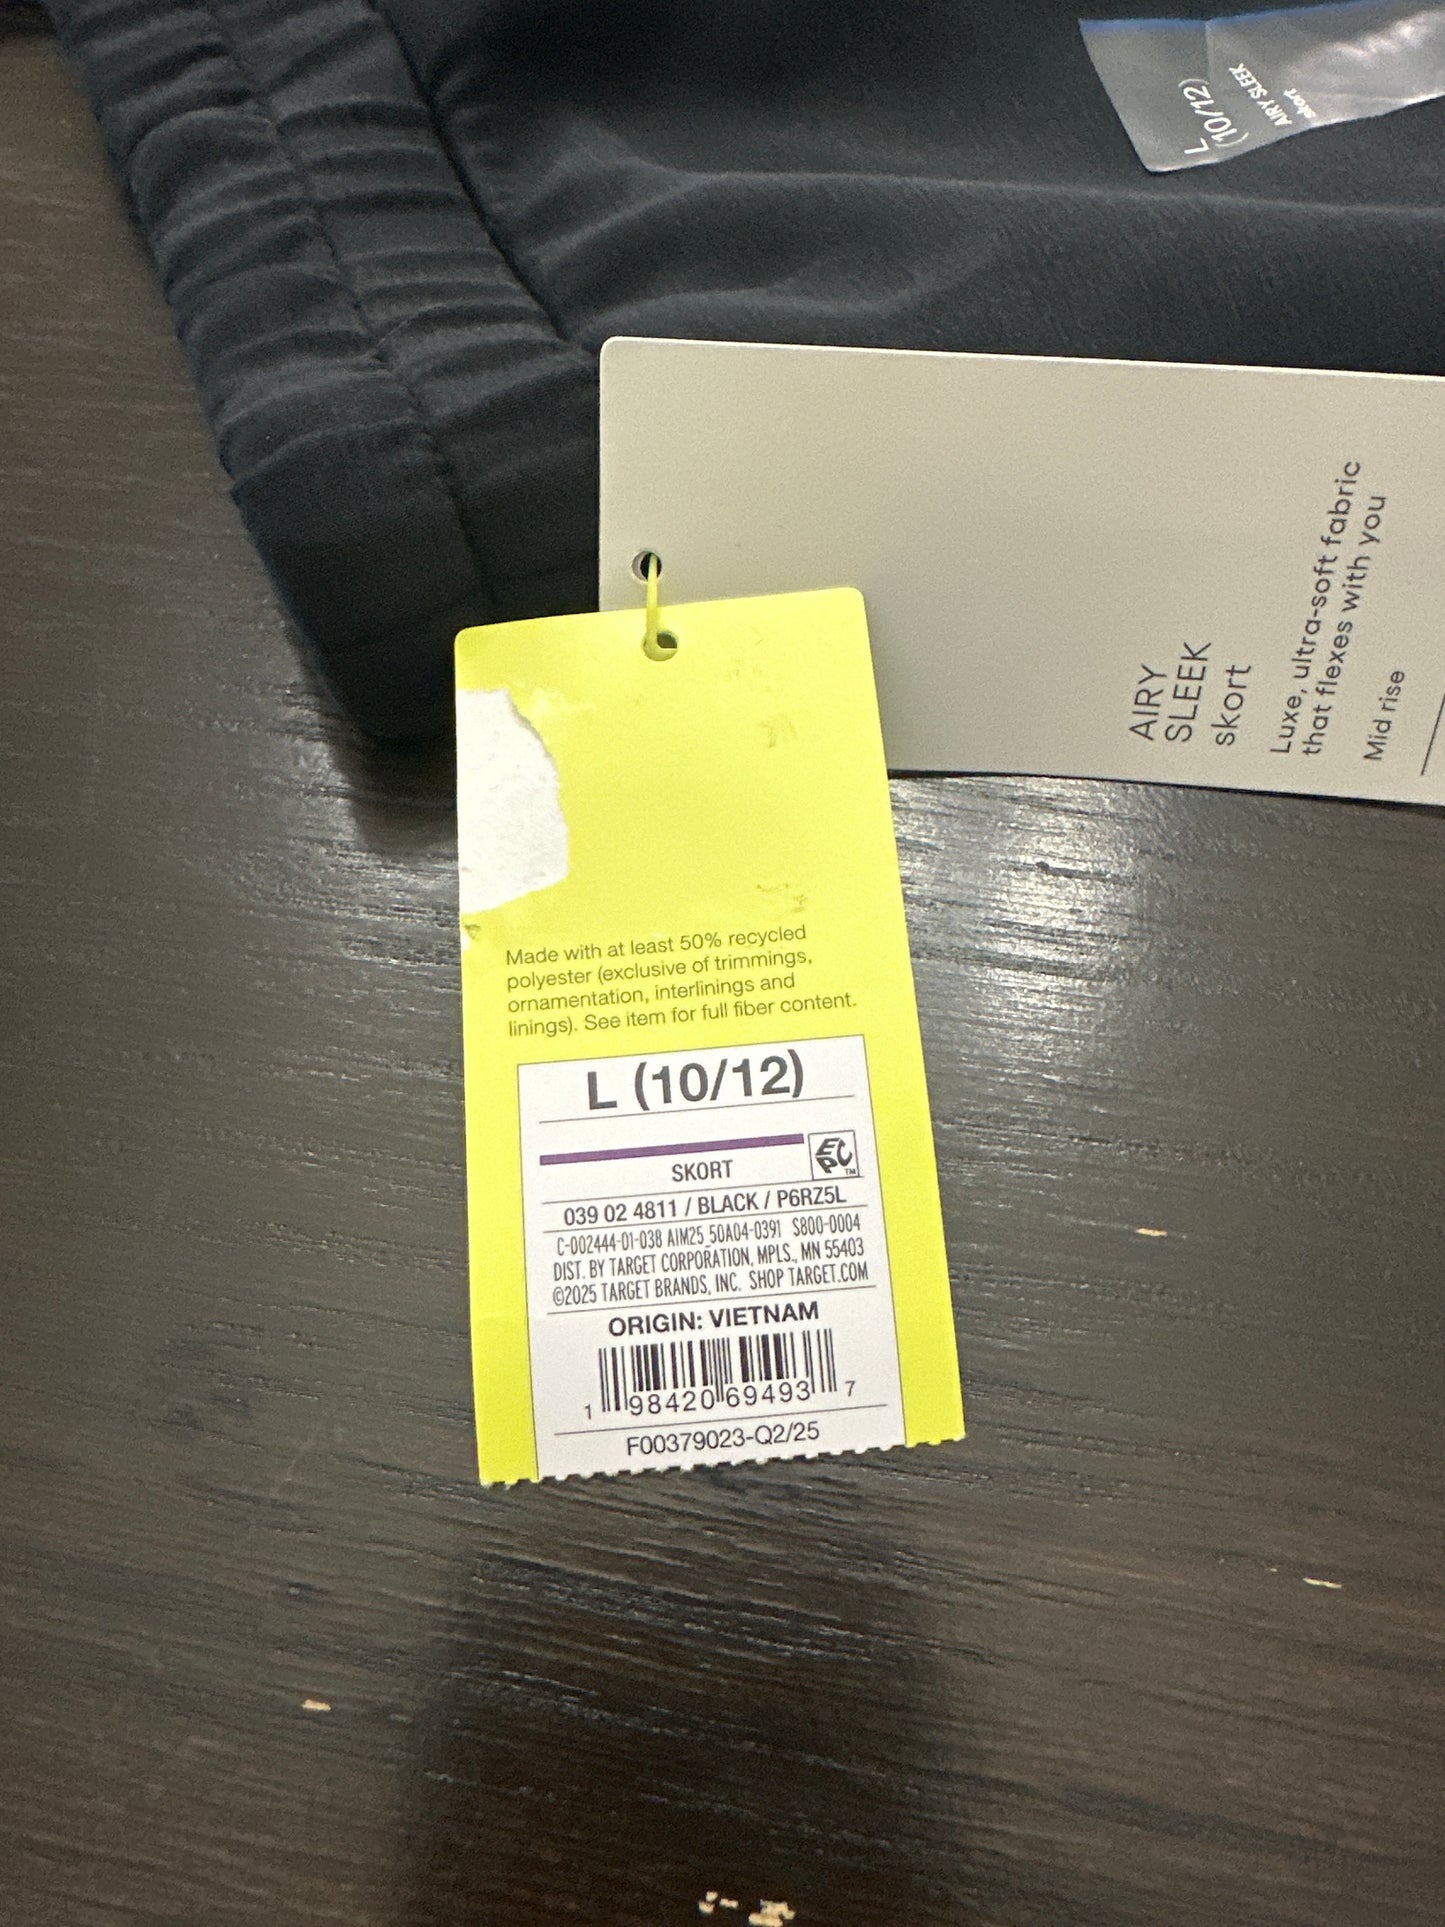 L
(10/12)
AIRY SLEEK
skort
AIRY
SLEEK
skort
Luxe, ultra-soft fabric
that flexes with you
Mid rise
Made with at least 50% recycled
polyester (exclusive of trimmings,
ornamentation, interlinings and
linings). See item for full fiber content.
L (10/12)
EPC™
SKORT
039 02 4811 / BLACK / P6RZ5L
C-002444-01-038 AIM25_50A04-0391 S800-0004
DIST. BY TARGET CORPORATION, MPLS., MN 55403
©2025 TARGET BRANDS, INC. SHOP TARGET.COM
ORIGIN: VIETNAM
1 98420 69493 7
F00379023-Q2/25